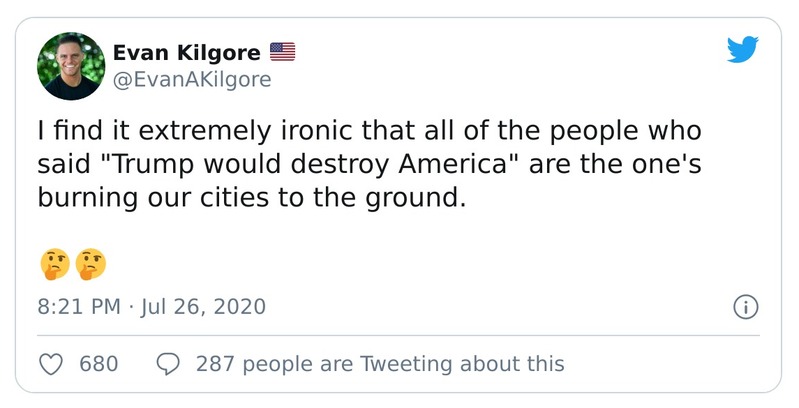 Evan Kilgore 🇺🇸
@EvanAKilgore
I find it extremely ironic that all of the people who
said "Trump would destroy America" are the one's
burning our cities to the ground.
🤔🤔
8:21 PM · Jul 26, 2020
680 287 people are Tweeting about this